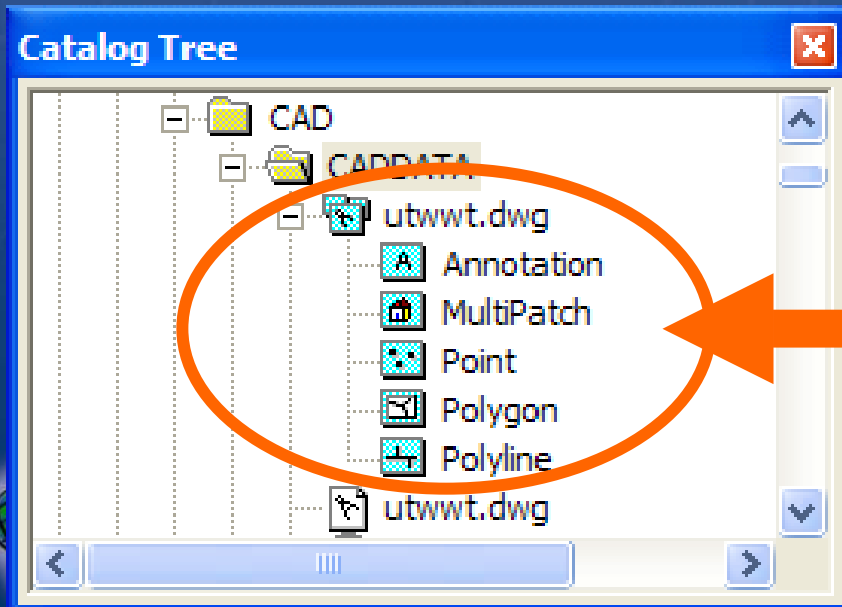 Catalog Tree
CAD
CADDATA
utwwt.dwg
Annotation
MultiPatch
Point
Polygon
Polyline
utwwt.dwg